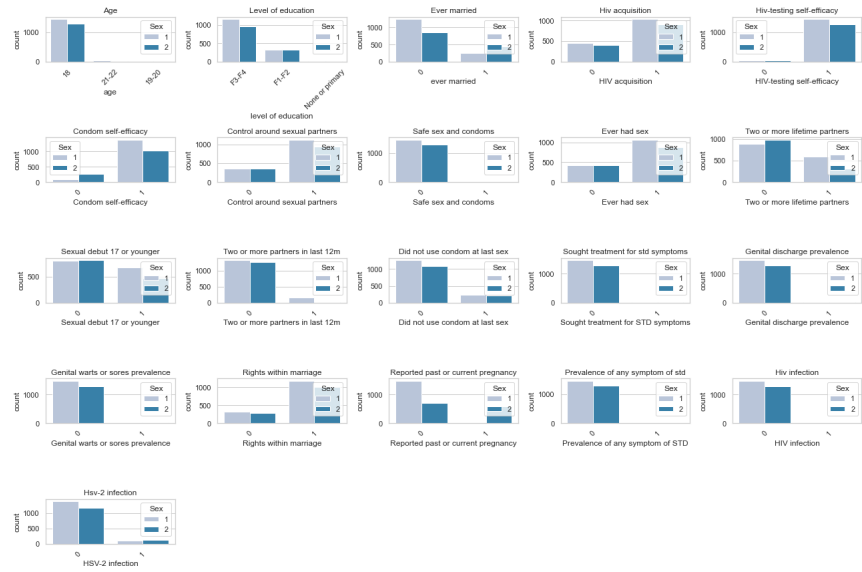 Age
count
1000
0
Sex
1
2
18
21-22
19-20
age
Level of education
count
1000
500
0
Sex
1
2
F3-F4
F1-F2
None or primary
level of education
Ever married
count
1000
500
0
Sex
1
2
0
1
ever married
Hiv acquisition
count
1000
500
0
Sex
1
2
0
1
HIV acquisition
Hiv-testing self-efficacy
count
1000
0
Sex
1
2
0
1
HIV-testing self-efficacy
Condom self-efficacy
count
1000
500
0
Sex
1
2
0
1
Condom self-efficacy
Control around sexual partners
count
1000
500
0
Sex
1
2
0
1
Control around sexual partners
Safe sex and condoms
count
1000
0
Sex
1
2
0
1
Safe sex and condoms
Ever had sex
count
1000
500
0
Sex
1
2
0
1
Ever had sex
Two or more lifetime partners
count
1000
500
0
Sex
1
2
0
1
Two or more lifetime partners
Sexual debut 17 or younger
count
500
0
Sex
1
2
0
1
Sexual debut 17 or younger
Two or more partners in last 12m
count
1000
500
0
Sex
1
2
0
1
Two or more partners in last 12m
Did not use condom at last sex
count
1000
500
0
Sex
1
2
0
1
Did not use condom at last sex
Sought treatment for std symptoms
count
1000
0
Sex
1
2
0
1
Sought treatment for STD symptoms
Genital discharge prevalence
count
1000
0
Sex
1
2
0
1
Genital discharge prevalence
Genital warts or sores prevalence
count
1000
0
Sex
1
2
0
1
Genital warts or sores prevalence
Rights within marriage
count
1000
500
0
Sex
1
2
0
1
Rights within marriage
Reported past or current pregnancy
count
1000
0
Sex
1
2
0
1
Reported past or current pregnancy
Prevalence of any symptom of std
count
1000
0
Sex
1
2
0
1
Prevalence of any symptom of STD
Hiv infection
count
1000
0
Sex
1
2
0
1
HIV infection
Hsv-2 infection
count
1000
500
0
Sex
1
2
0
1
HSV-2 infection